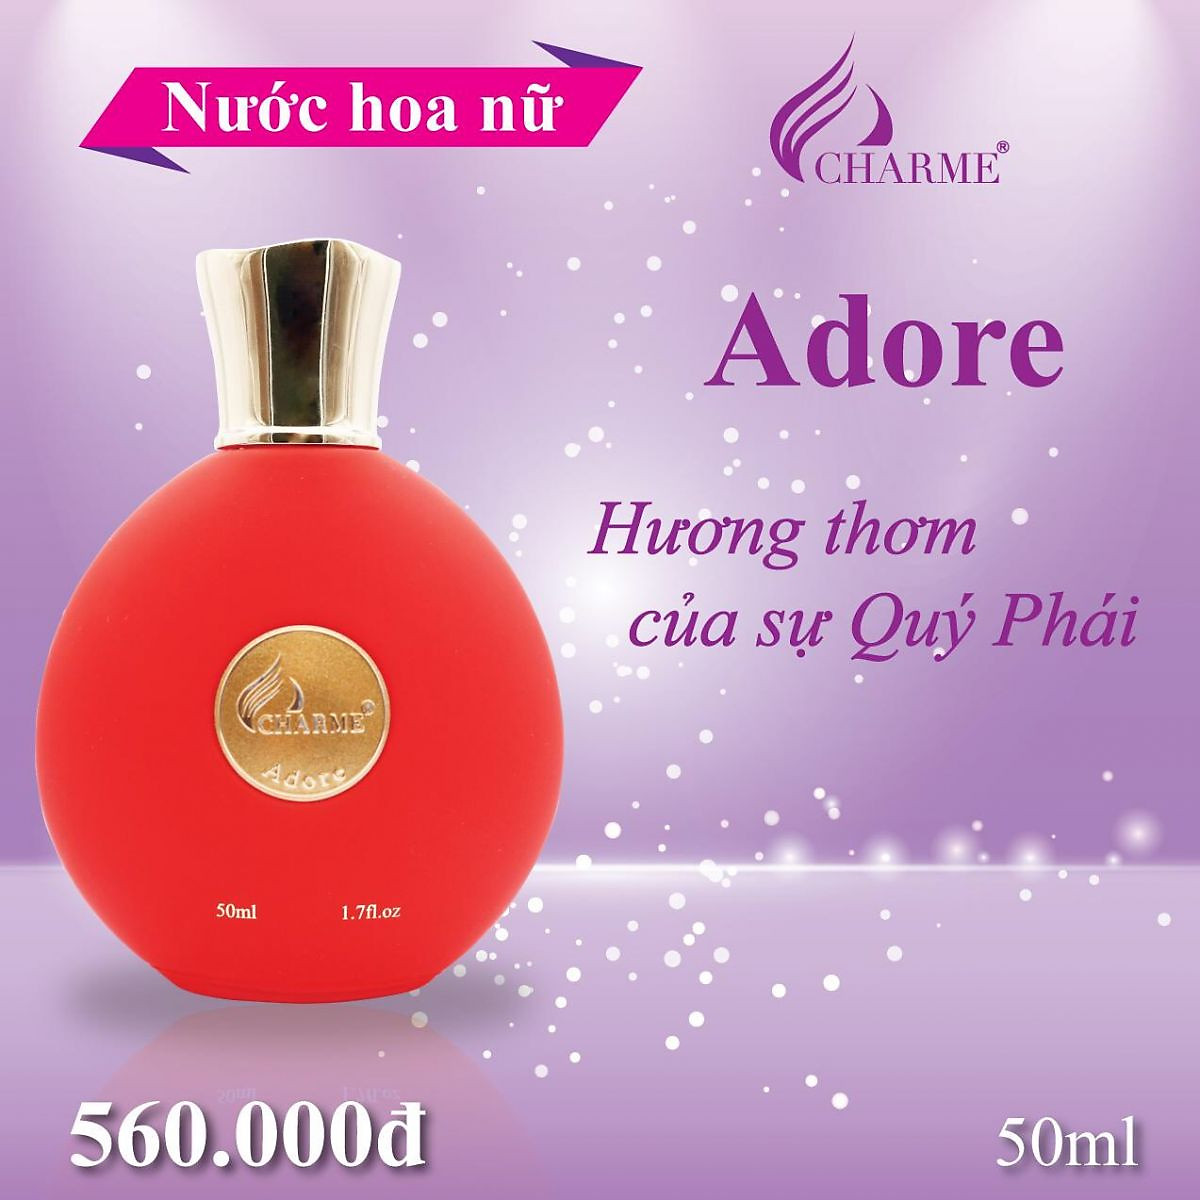 Nước hoa nữ
CHARME®
Adore
Hương thơm
của sự Quý Phái
CHARME®
Adore
50ml 1.7fl.oz
560.000đ
50ml